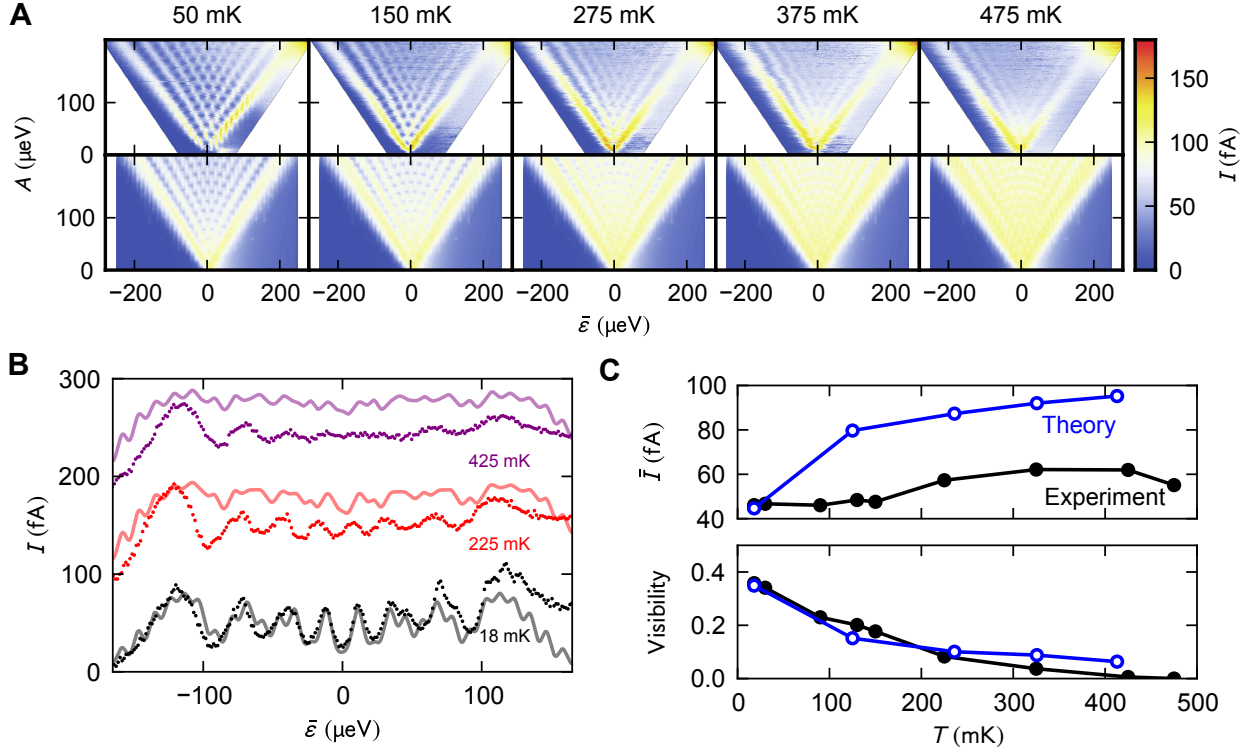 A
50 mK 150 mK 275 mK 375 mK 475 mK
A (µeV)
100
0
100
0
−200 0 200 −200 0 200 −200 0 200 −200 0 200 −200 0 200
ε̄ (µeV)
150
100
50
0
I (fA)
B
300
200
100
0
I (fA)
425 mK
225 mK
18 mK
−100 0 100
ε̄ (µeV)
C
100
80
60
40
Ī (fA)
Theory
Experiment
0.4
0.2
0.0
Visibility
0 100 200 300 400 500
T (mK)